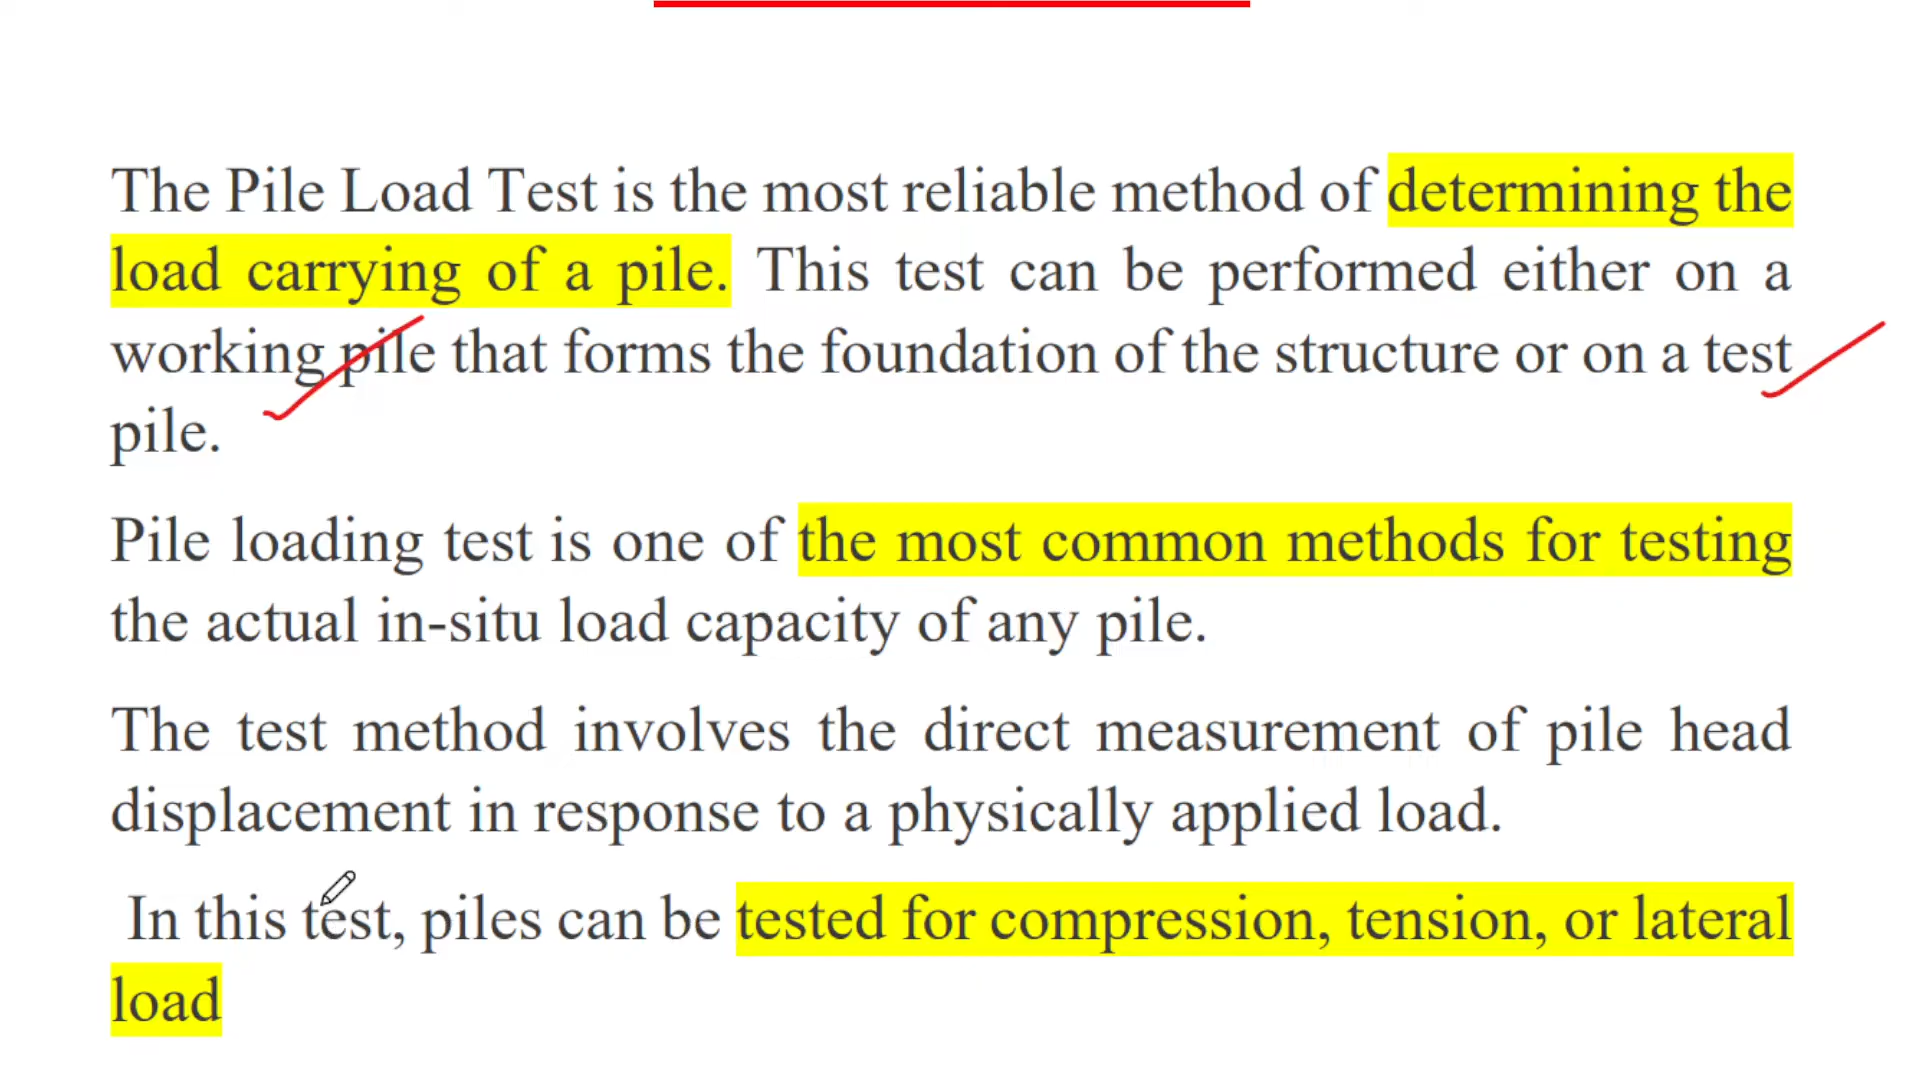 The Pile Load Test is the most reliable method of determining the
load carrying of a pile. This test can be performed either on a
working pile that forms the foundation of the structure or on a test
pile.
Pile loading test is one of the most common methods for testing
the actual in-situ load capacity of any pile.
The test method involves the direct measurement of pile head
displacement in response to a physically applied load.
In this test, piles can be tested for compression, tension, or lateral
load